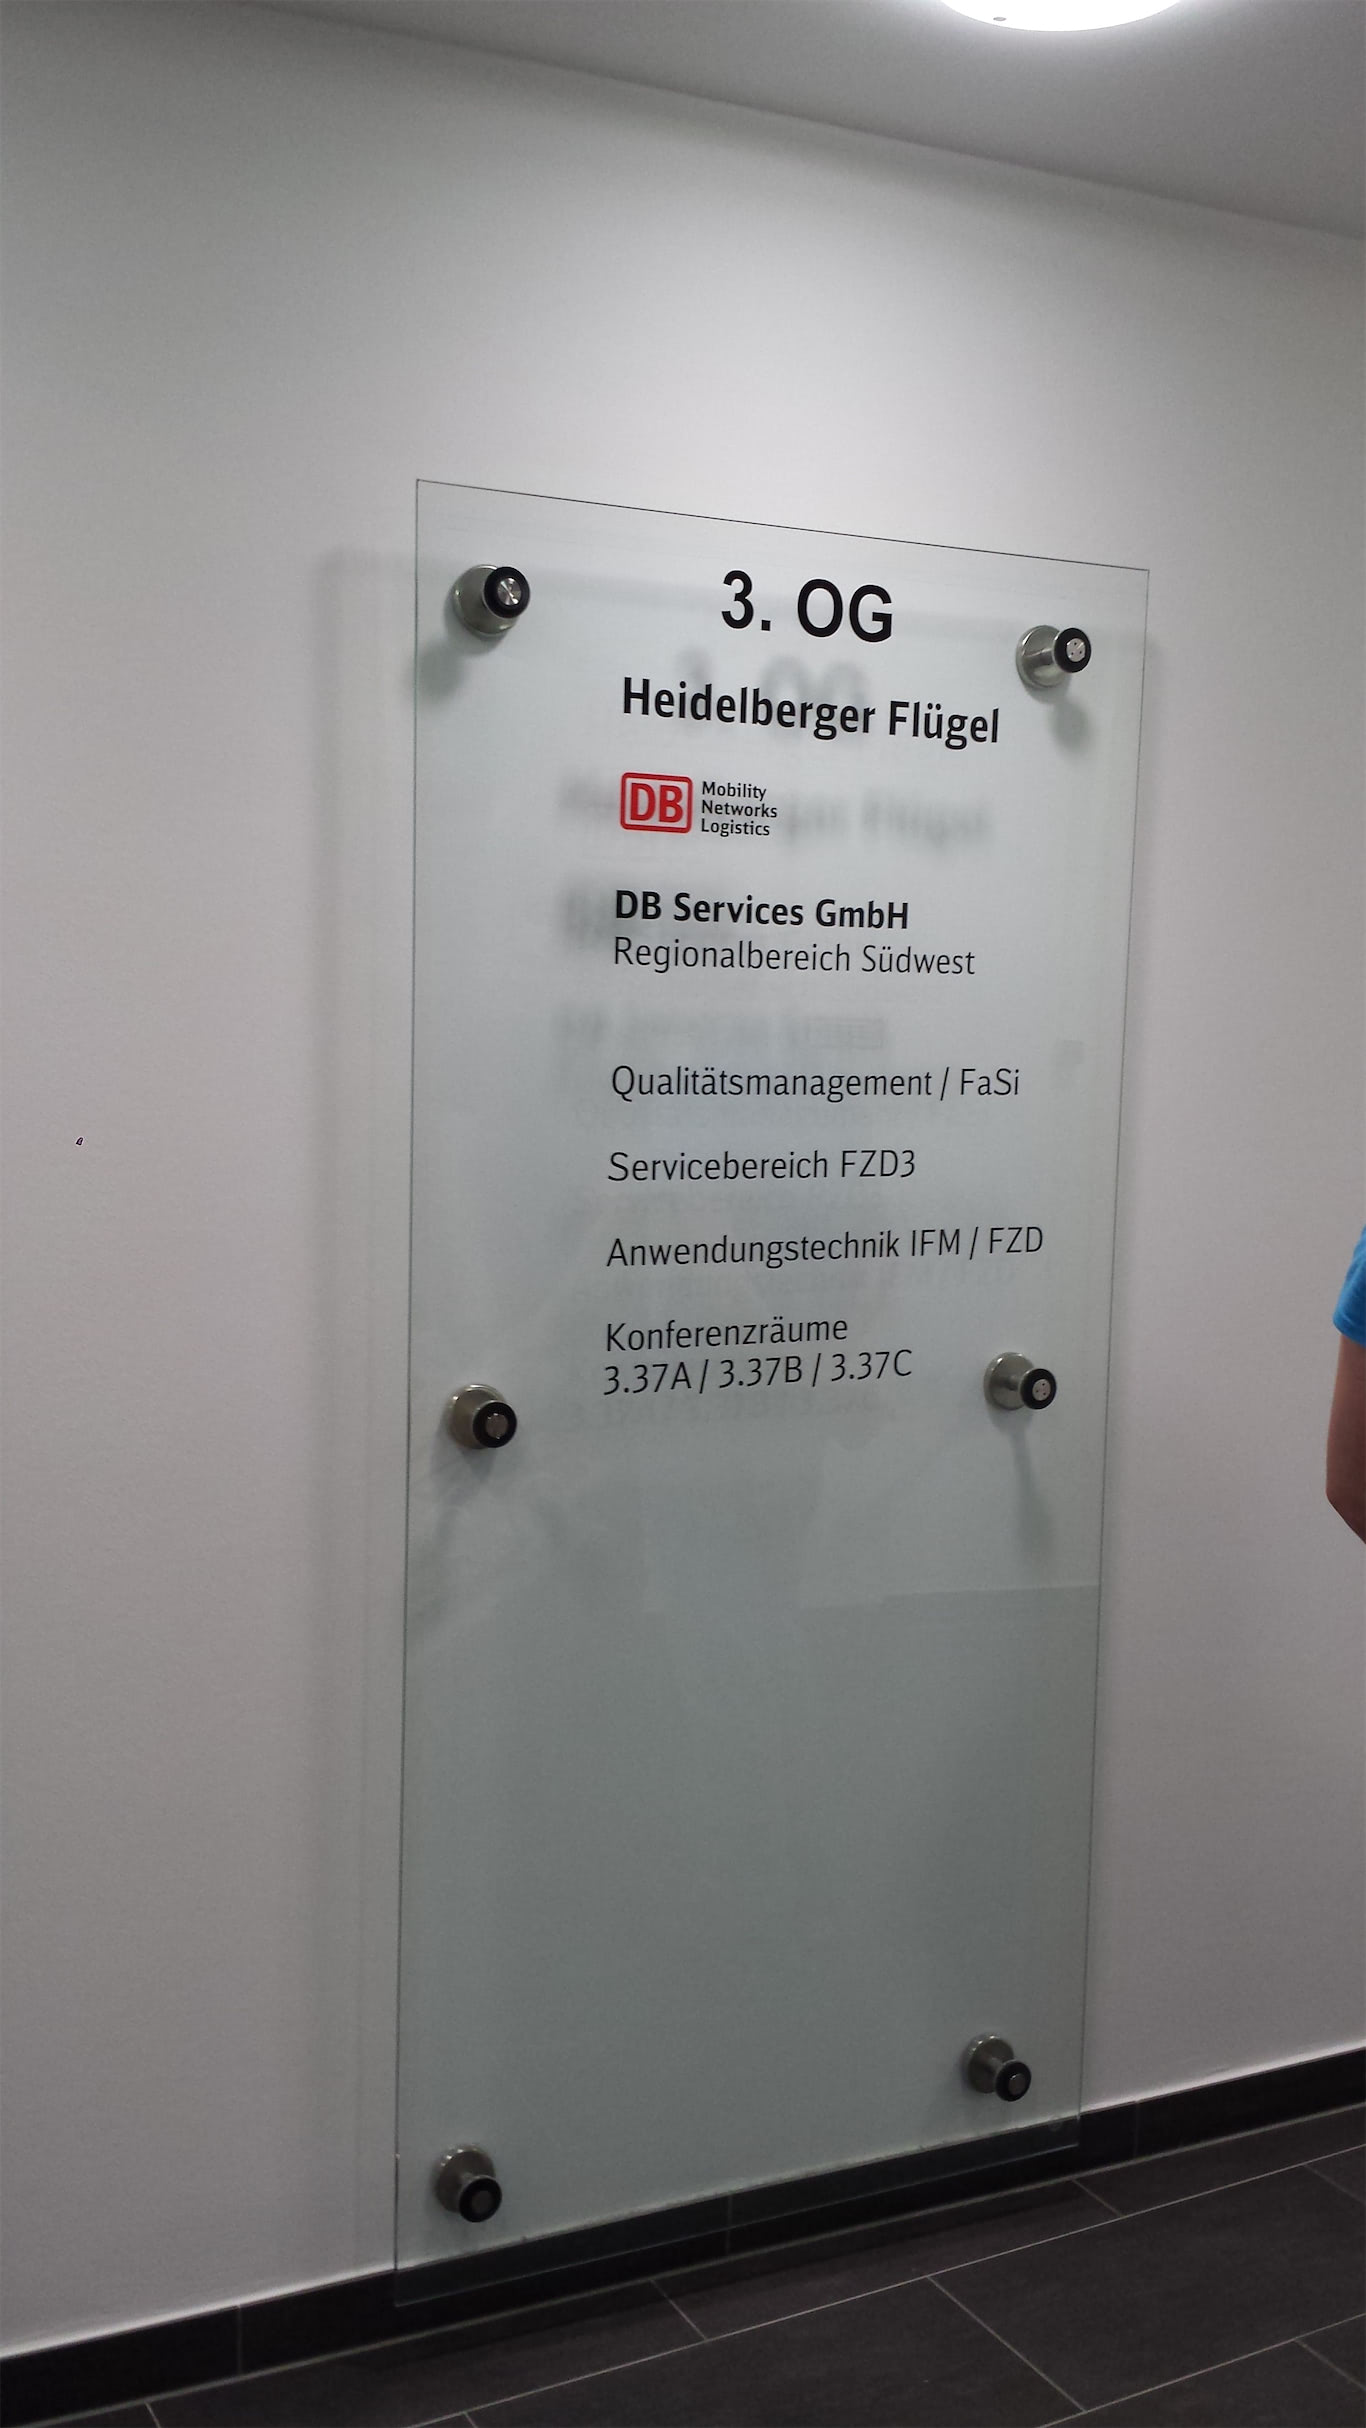 3. OG
Heidelberger Flügel
DB
Mobility
Networks
Logistics
DB Services GmbH
Regionalbereich Südwest
Qualitätsmanagement / FaSi
Servicebereich FZD3
Anwendungstechnik IFM / FZD
Konferenzräume
3.37A / 3.37B / 3.37C